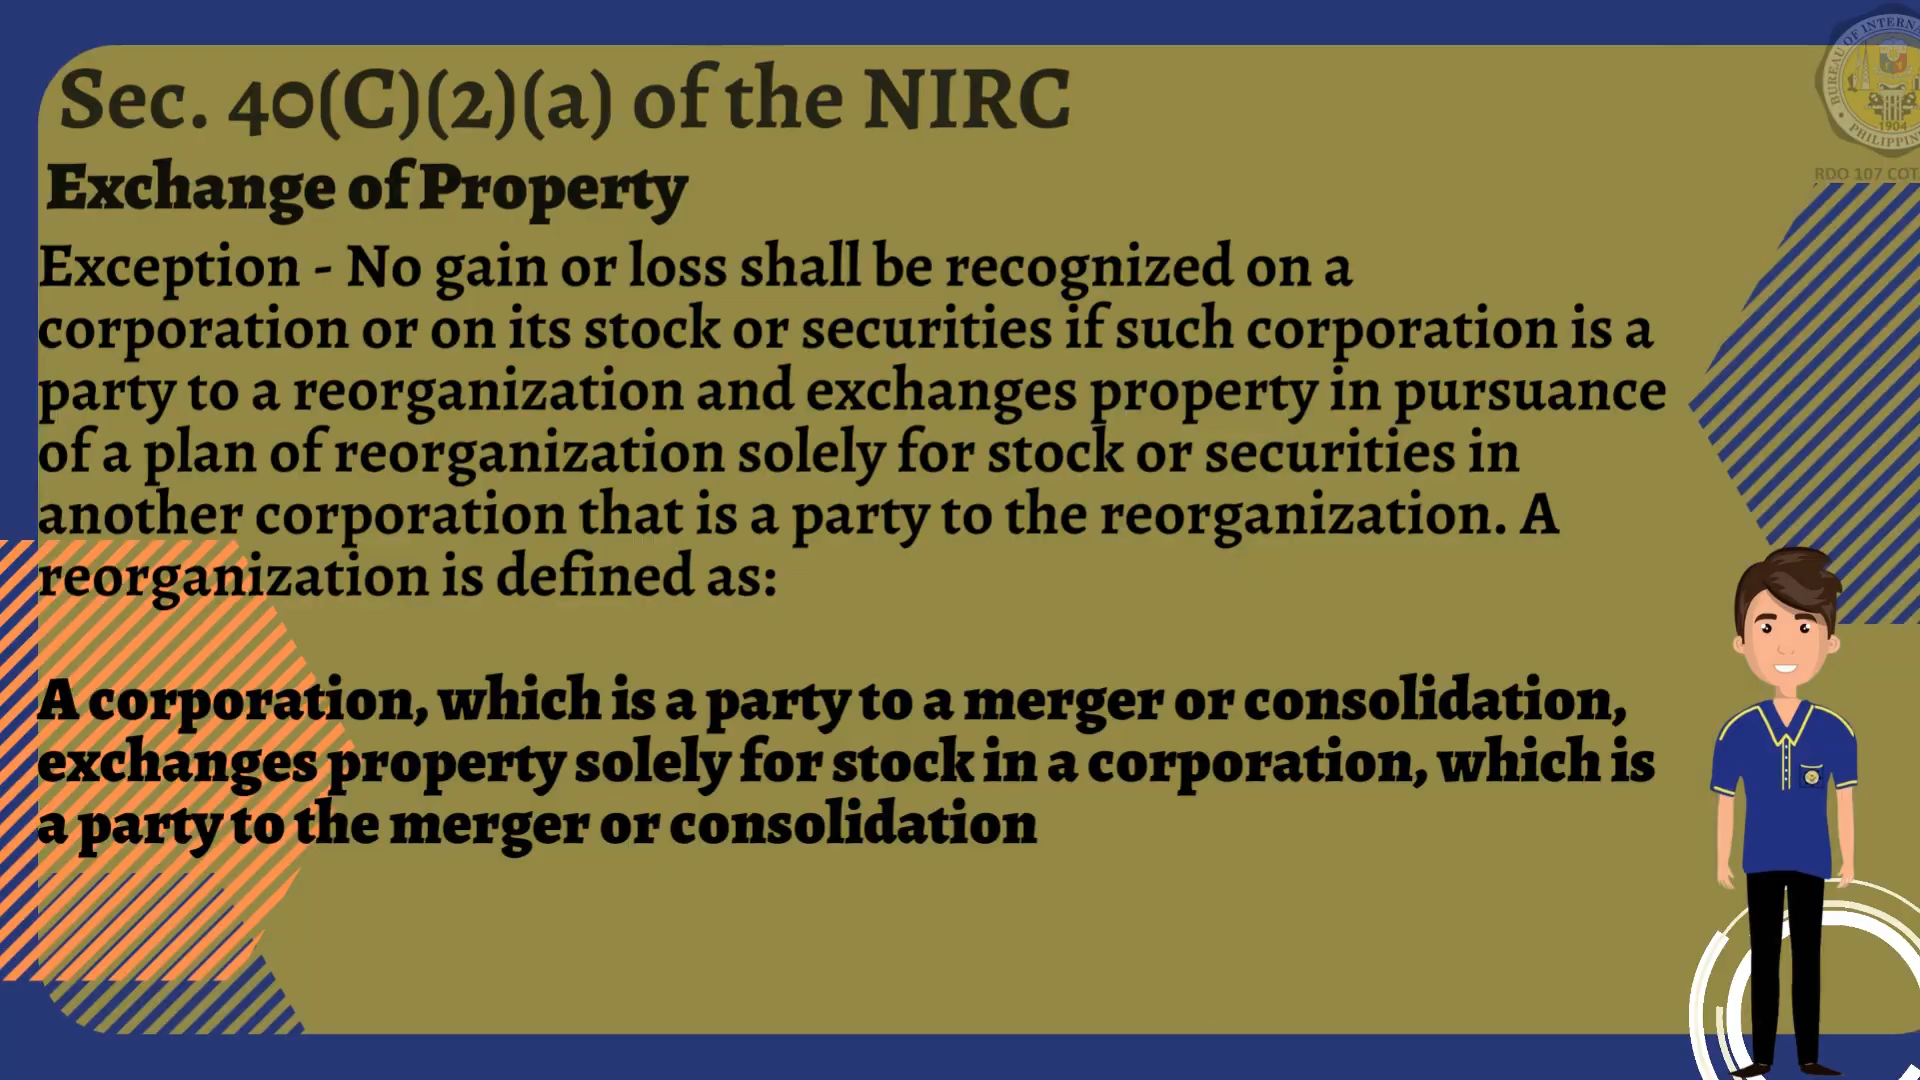 Sec. 40(C)(2)(a) of the NIRC
Exchange of Property
Exception - No gain or loss shall be recognized on a
corporation or on its stock or securities if such corporation is a
party to a reorganization and exchanges property in pursuance
of a plan of reorganization solely for stock or securities in
another corporation that is a party to the reorganization. A
reorganization is defined as:
A corporation, which is a party to a merger or consolidation,
exchanges property solely for stock in a corporation, which is
a party to the merger or consolidation
BUREAU OF
1904
RDO 107